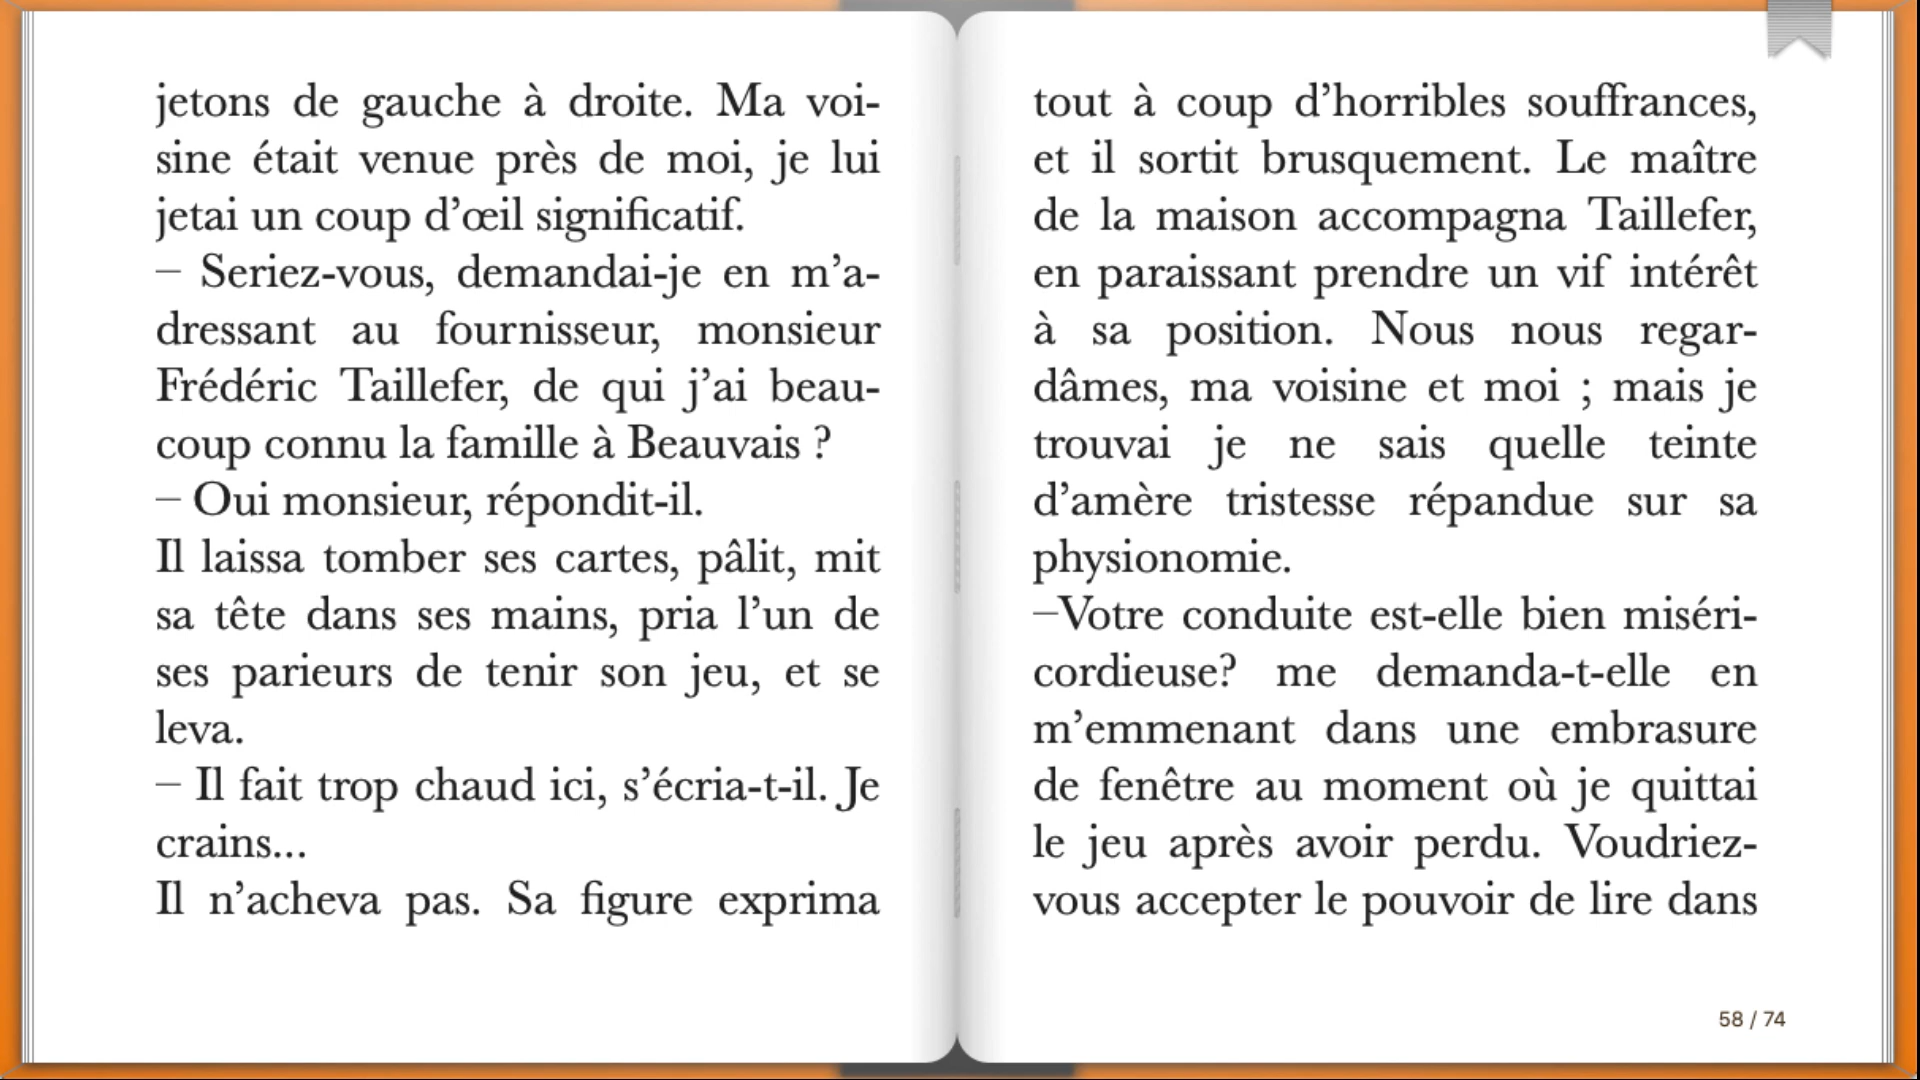 jetons de gauche à droite. Ma voi-
sine était venue près de moi, je lui
jetai un coup d’œil significatif.
– Seriez-vous, demandai-je en m’a-
dressant au fournisseur, monsieur
Frédéric Taillefer, de qui j’ai beau-
coup connu la famille à Beauvais ?
– Oui monsieur, répondit-il.
Il laissa tomber ses cartes, pâlit, mit
sa tête dans ses mains, pria l’un de
ses parieurs de tenir son jeu, et se
leva.
– Il fait trop chaud ici, s’écria-t-il. Je
crains...
Il n’acheva pas. Sa figure exprima
tout à coup d’horribles souffrances,
et il sortit brusquement. Le maître
de la maison accompagna Taillefer,
en paraissant prendre un vif intérêt
à sa position. Nous nous regar-
dâmes, ma voisine et moi ; mais je
trouvai je ne sais quelle teinte
d’amère tristesse répandue sur sa
physionomie.
–Votre conduite est-elle bien miséri-
cordieuse? me demanda-t-elle en
m’emmenant dans une embrasure
de fenêtre au moment où je quittai
le jeu après avoir perdu. Voudriez-
vous accepter le pouvoir de lire dans
58 / 74